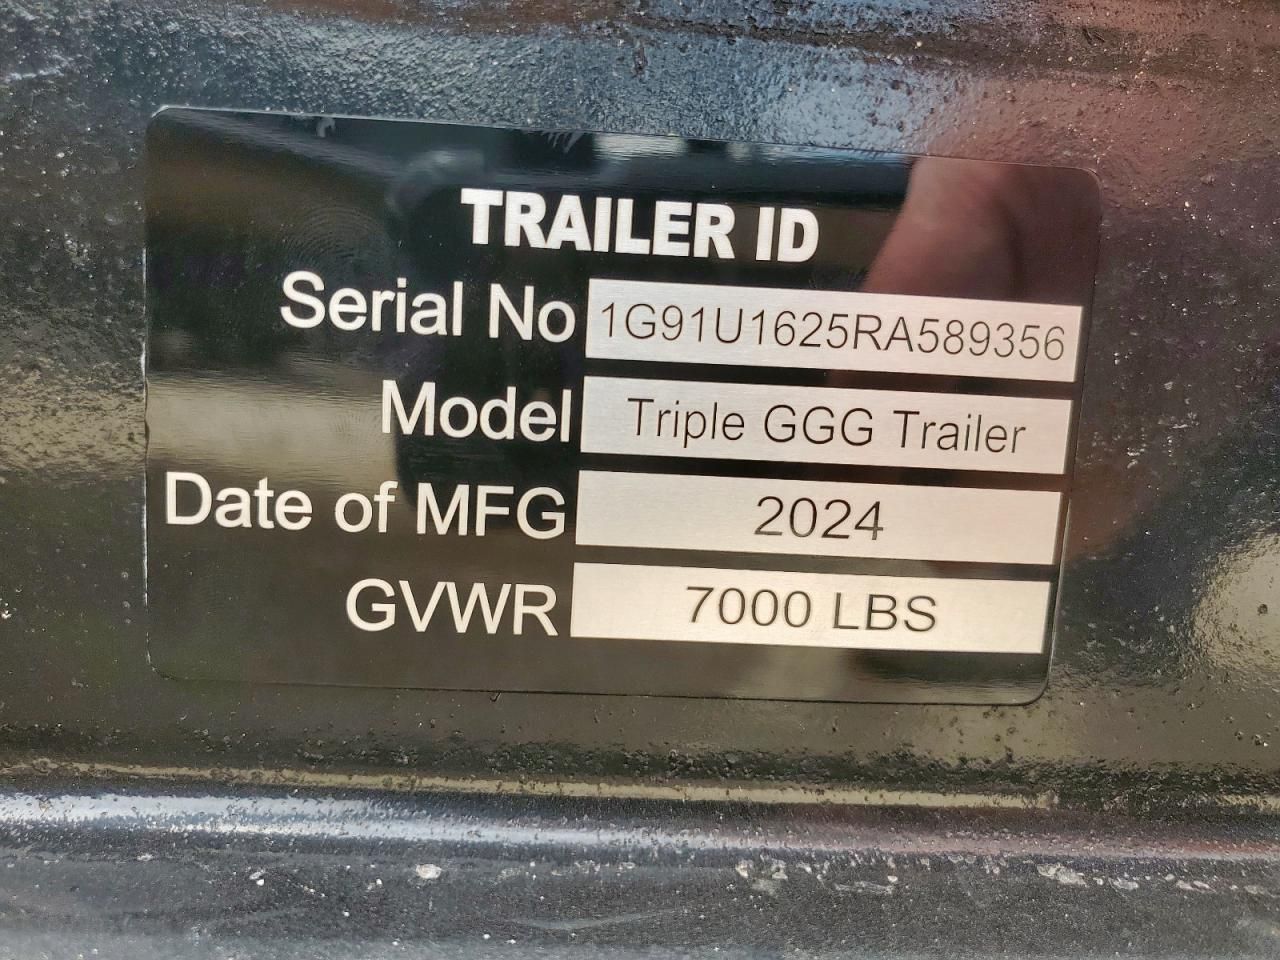 TRAILER ID
Serial No 1G91U1625RA589356
Model Triple GGG Trailer
Date of MFG 2024
GVWR 7000 LBS